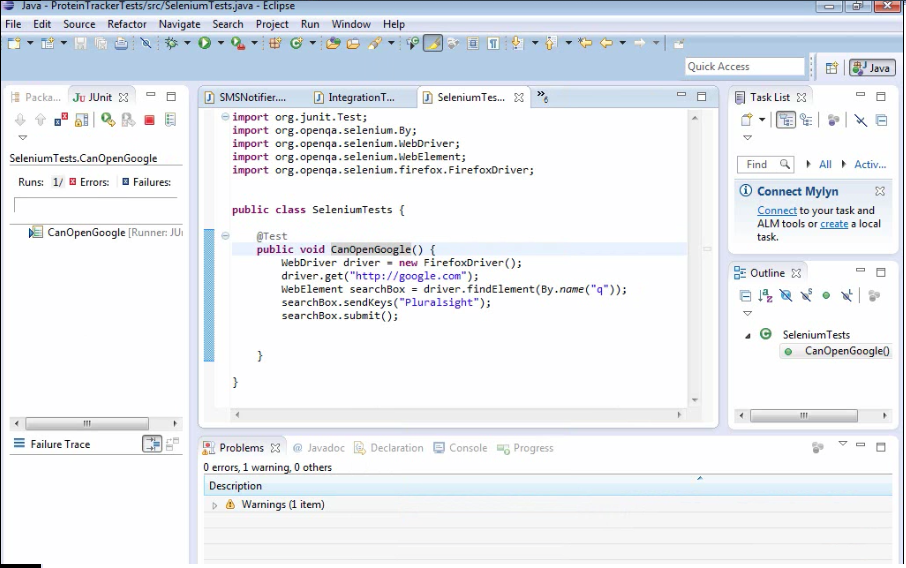 Java - ProteinTrackerTests/src/SeleniumTests.java - Eclipse
File Edit Source Refactor Navigate Search Project Run Window Help
Quick Access
Java
Packa...
JUnit
SeleniumTests.CanOpenGoogle
Runs: 1/ Errors: Failures:
CanOpenGoogle [Runner: JUr
Failure Trace
SMSNotifier....
IntegrationT...
SeleniumTes...
»6
import org.junit.Test;
import org.openqa.selenium.By;
import org.openqa.selenium.WebDriver;
import org.openqa.selenium.WebElement;
import org.openqa.selenium.firefox.FirefoxDriver;
public class SeleniumTests {
@Test
public void CanOpenGoogle() {
WebDriver driver = new FirefoxDriver();
driver.get("http://google.com");
WebElement searchBox = driver.findElement(By.name("q"));
searchBox.sendKeys("Pluralsight");
searchBox.submit();
}
}
Task List
Find All Activ...
Connect Mylyn
Connect to your task and
ALM tools or create a local
task.
Outline
SeleniumTests
CanOpenGoogle()
Problems
@ Javadoc
Declaration
Console
Progress
0 errors, 1 warning, 0 others
Description
Warnings (1 item)